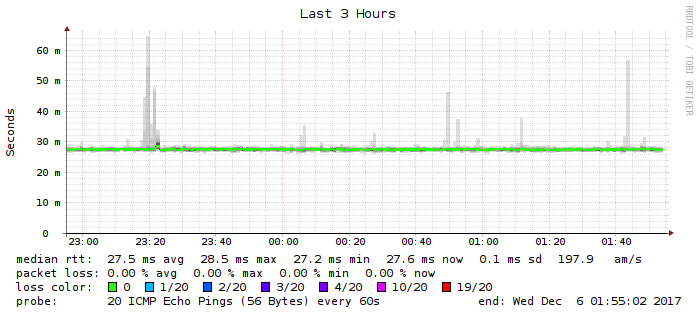 Last 3 Hours
RRDTOOL / TOBI OETIKER
Seconds
60 m
50 m
40 m
30 m
20 m
10 m
0
23:00 23:20 23:40 00:00 00:20 00:40 01:00 01:20 01:40
median rtt: 27.5 ms avg 28.5 ms max 27.2 ms min 27.6 ms now 0.1 ms sd 197.9 am/s
packet loss: 0.00 % avg 0.00 % max 0.00 % min 0.00 % now
loss color: 0 1/20 2/20 3/20 4/20 10/20 19/20
probe: 20 ICMP Echo Pings (56 Bytes) every 60s end: Wed Dec 6 01:55:02 2017